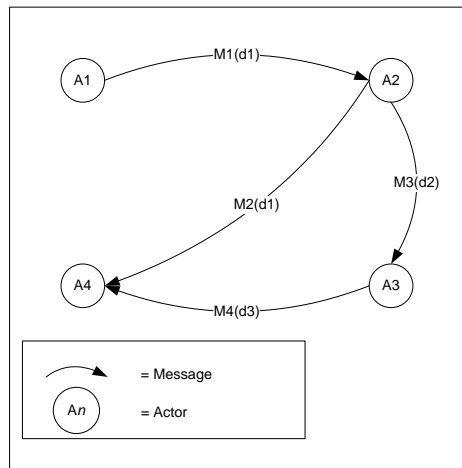 M1(d1)
A1
A2
M3(d2)
M2(d1)
A4
A3
M4(d3)
= Message
An
= Actor